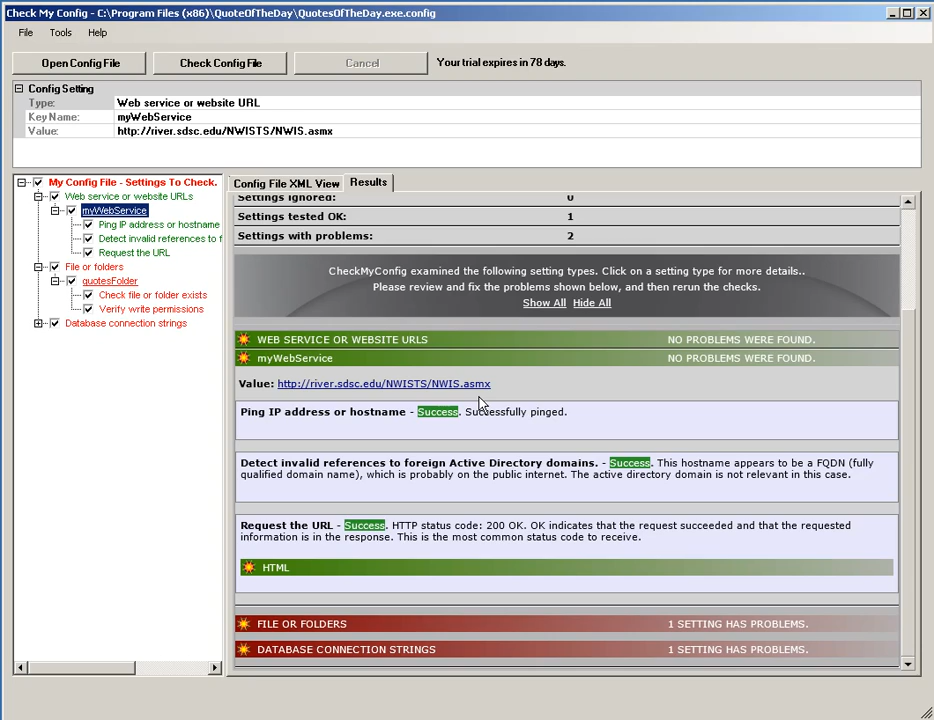 Check My Config - C:\Program Files (x86)\QuoteOfTheDay\QuotesOfTheDay.exe.config
File Tools Help
Open Config File Check Config File Cancel Your trial expires in 78 days.
Config Setting
Type: Web service or website URL
Key Name: myWebService
Value: http://river.sdsc.edu/NWISTS/NWIS.asmx
My Config File - Settings To Check.
Web service or website URLs
myWebService
Ping IP address or hostname
Detect invalid references to f
Request the URL
File or folders
quotesFolder
Check file or folder exists
Verify write permissions
Database connection strings
Config File XML View Results
Settings ignored: 0
Settings tested OK: 1
Settings with problems: 2
CheckMyConfig examined the following setting types. Click on a setting type for more details..
Please review and fix the problems shown below, and then rerun the checks.
Show All Hide All
WEB SERVICE OR WEBSITE URLS NO PROBLEMS WERE FOUND.
myWebService NO PROBLEMS WERE FOUND.
Value: http://river.sdsc.edu/NWISTS/NWIS.asmx
Ping IP address or hostname - Success. Successfully pinged.
Detect invalid references to foreign Active Directory domains. - Success. This hostname appears to be a FQDN (fully
qualified domain name), which is probably on the public internet. The active directory domain is not relevant in this case.
Request the URL - Success. HTTP status code: 200 OK. OK indicates that the request succeeded and that the requested
information is in the response. This is the most common status code to receive.
HTML
FILE OR FOLDERS 1 SETTING HAS PROBLEMS.
DATABASE CONNECTION STRINGS 1 SETTING HAS PROBLEMS.